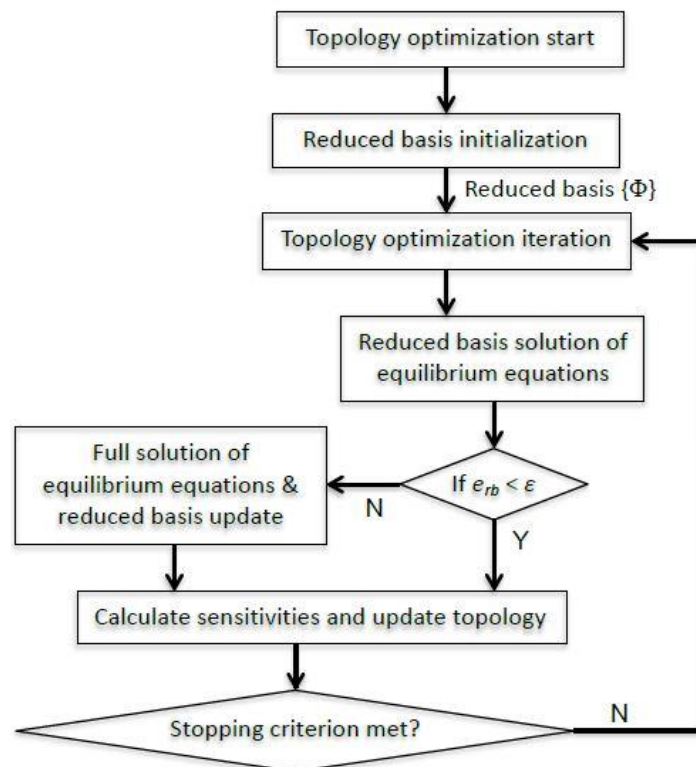 Topology optimization start
Reduced basis initialization
Reduced basis {Φ}
Topology optimization iteration
Reduced basis solution of
equilibrium equations
Full solution of
equilibrium equations &
reduced basis update
If e_rb < ε
N
Y
Calculate sensitivities and update topology
Stopping criterion met?
N